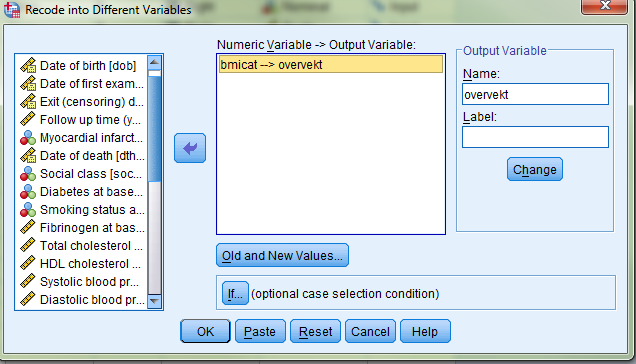 Recode into Different Variables
Date of birth [dob]
Date of first exam...
Exit (censoring) d...
Follow up time (y...
Myocardial infarct...
Date of death [dth...
Social class [soc...
Diabetes at base...
Smoking status a...
Fibrinogen at bas...
Total cholesterol ...
HDL cholesterol ...
Systolic blood pr...
Diastolic blood pr...
Numeric Variable -> Output Variable:
bmicat --> overvekt
Old and New Values...
If... (optional case selection condition)
Output Variable
Name:
overvekt
Label:
Change
OK Paste Reset Cancel Help